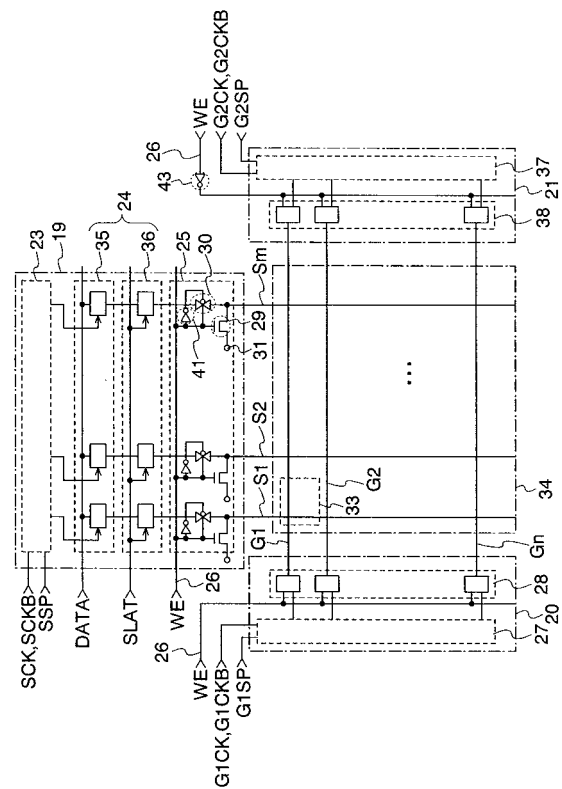 SCK,SCKB
SSP
DATA
SLAT
WE
26
23
19
35
24
36
25
30
41
29
31
Sm
S2
S1
WE
26
43
G2CK,G2CKB
G2SP
37
21
38
G1
G2
33
...
34
Gn
26
WE
G1CK,G1CKB
G1SP
28
20
27